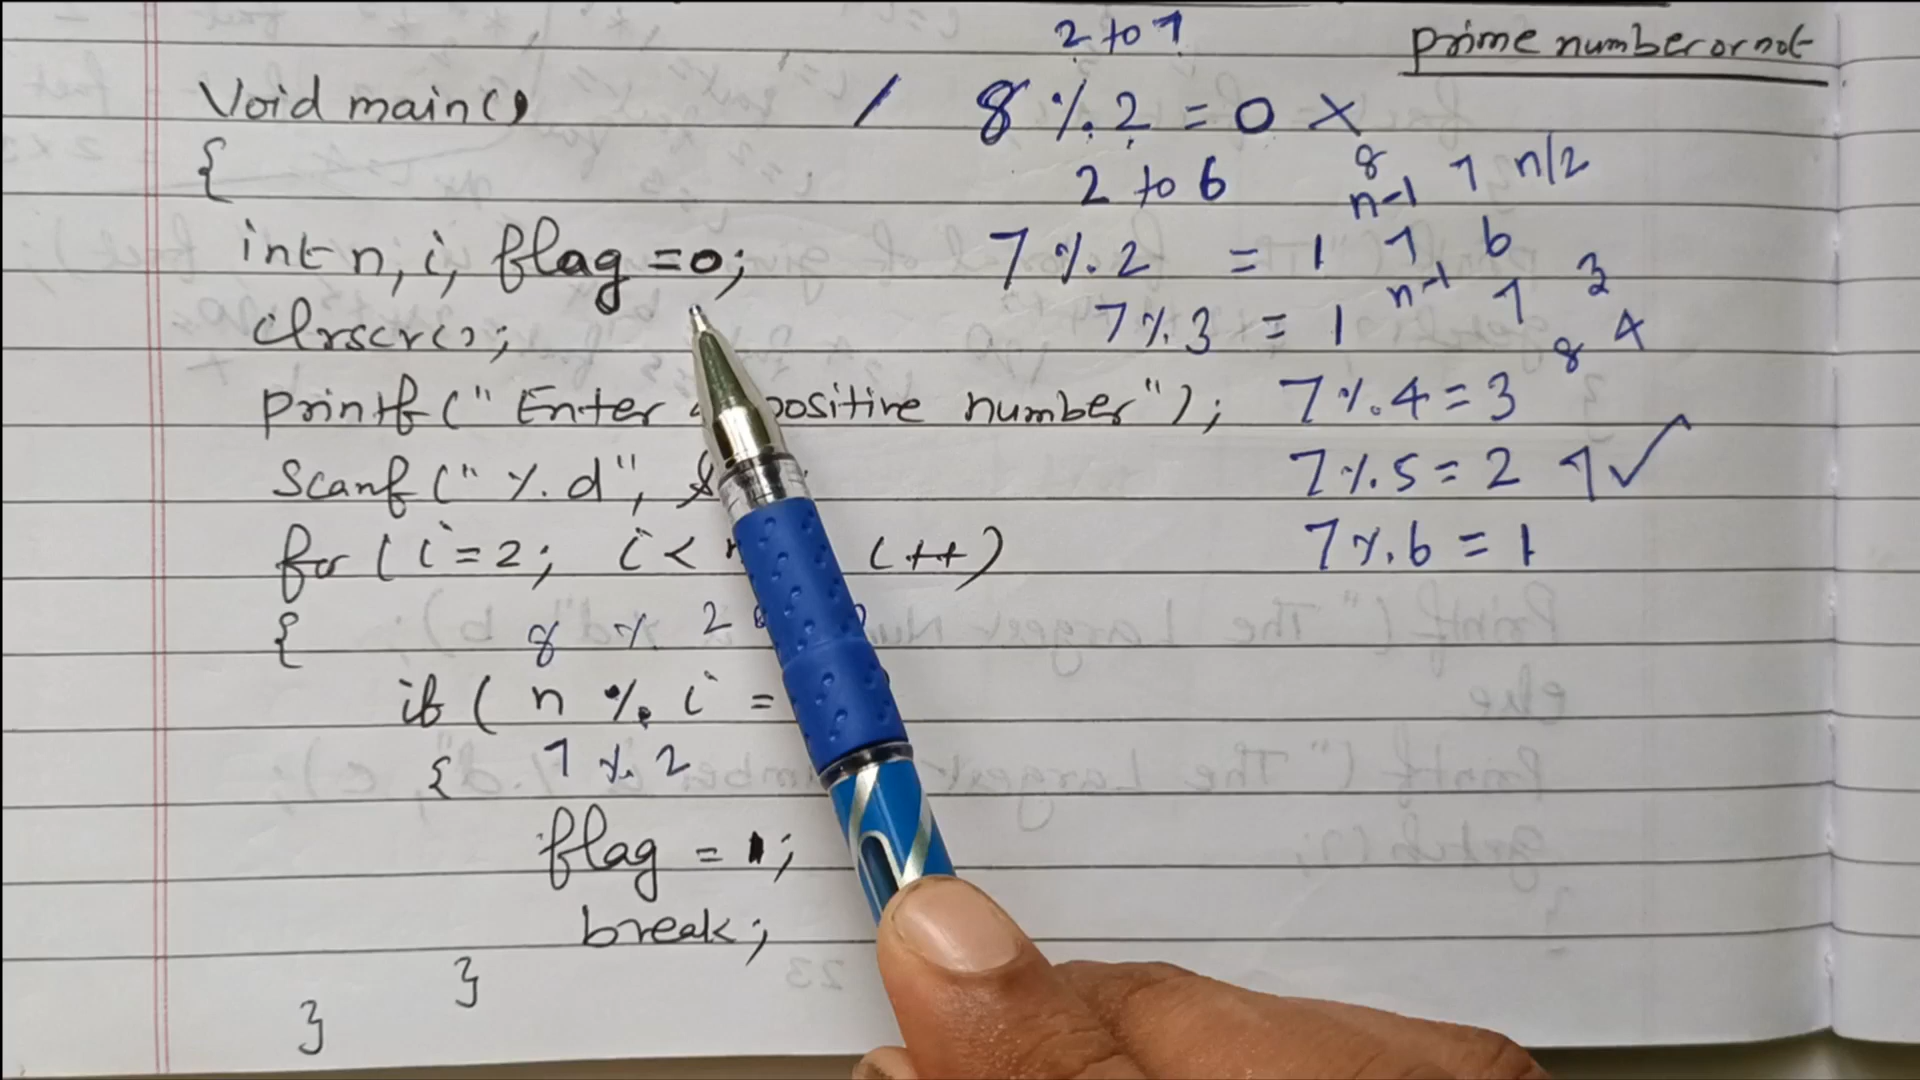 2 to 7
prime number or not
Void main()
/ 8 % 2 = 0 ×
{
2 to 6
8
n-1 7 n/2
int n, i, flag = 0;
7 % 2 = 1 7 6
n-1 7 3
clrscr();
7 % 3 = 1
8 4
printf(" Enter positive number");
7 % 4 = 3
scanf(" %d", &
7 % 5 = 2 7 ✓
for ( i = 2; i < i++)
7 % 6 = 1
{ 8 % 2
if ( n % i =
{ 7 % 2
flag = 1;
break;
}
}